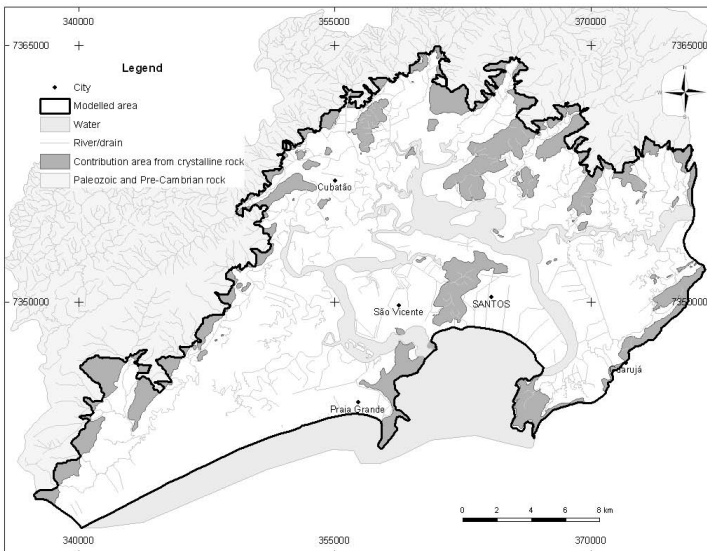 340000 355000 370000
7365000 7365000
Legend
City
Modelled area
Water
River/drain
Contribution area from crystalline rock
Paleozoic and Pre-Cambrian rock
Cubatão
7350000 7350000
São Vicente
SANTOS
Guarujá
Praia Grande
0 2 4 6 8 km
340000 355000 370000